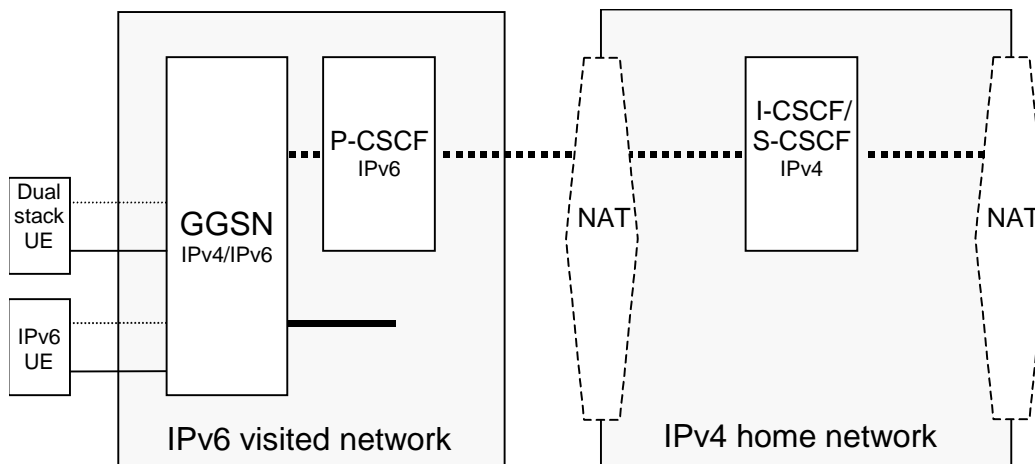 Dual
stack
UE
IPv6
UE
GGSN
IPv4/IPv6
P-CSCF
IPv6
IPv6 visited network
NAT
I-CSCF/
S-CSCF
IPv4
IPv4 home network
NAT